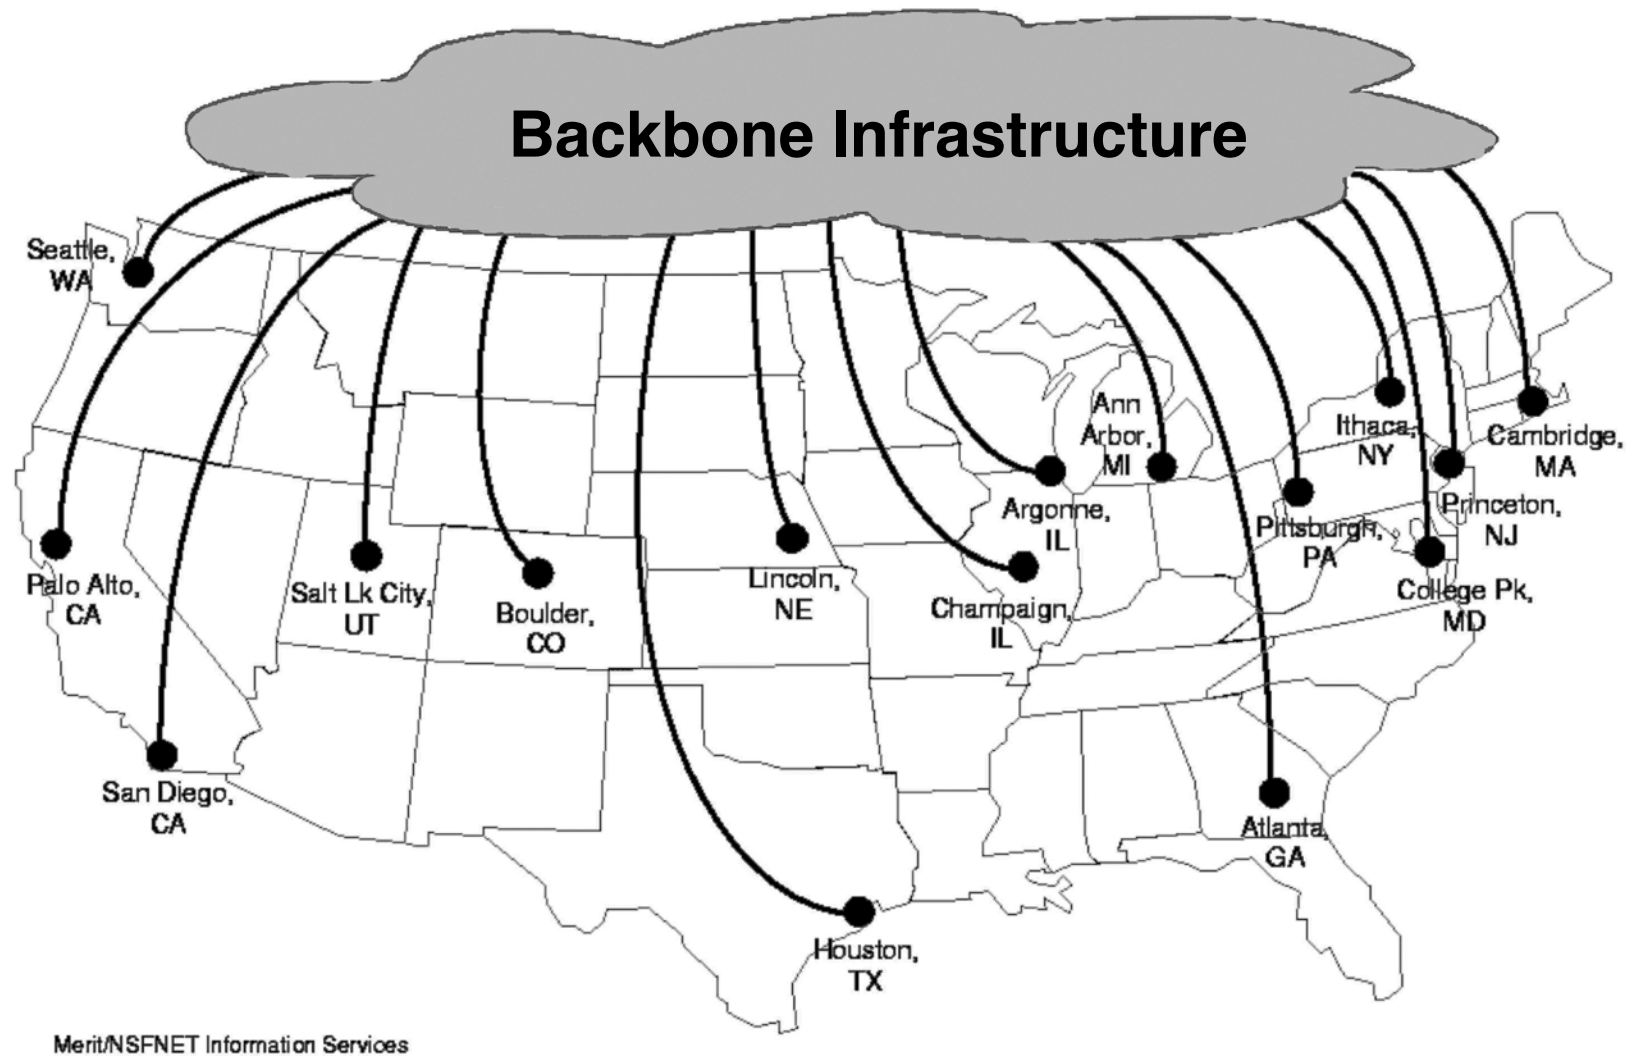 Backbone Infrastructure
Seattle,
WA
Ann
Arbor,
MI
Ithaca,
NY
Cambridge,
MA
Argonne,
IL
Princeton,
NJ
Pittsburgh,
PA
Palo Alto,
CA
Salt Lk City,
UT
Boulder,
CO
Lincoln,
NE
Champaign,
IL
College Pk,
MD
San Diego,
CA
Atlanta,
GA
Houston,
TX
Merit/NSFNET Information Services